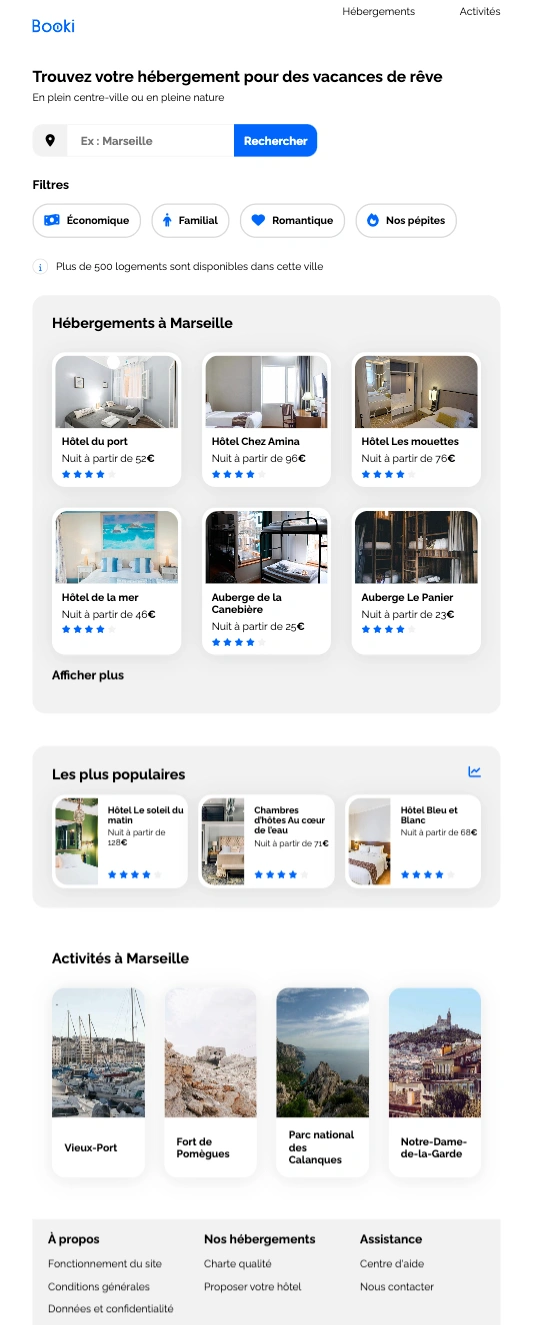 Hébergements Activités
Booki
Trouvez votre hébergement pour des vacances de rêve
En plein centre-ville ou en pleine nature
Ex : Marseille Rechercher
Filtres
Économique Familial Romantique Nos pépites
Plus de 500 logements sont disponibles dans cette ville
Hébergements à Marseille
Hôtel du port
Nuit à partir de 52€
Hôtel Chez Amina
Nuit à partir de 96€
Hôtel Les mouettes
Nuit à partir de 76€
Hôtel de la mer
Nuit à partir de 46€
Auberge de la
Canebière
Nuit à partir de 25€
Auberge Le Panier
Nuit à partir de 23€
Afficher plus
Les plus populaires
Hôtel Le soleil du
matin
Nuit à partir de
128€
Chambres
d'hôtes Au cœur
de l'eau
Nuit à partir de 71€
Hôtel Bleu et
Blanc
Nuit à partir de 68€
Activités à Marseille
Vieux-Port
Fort de
Pomègues
Parc national
des
Calanques
Notre-Dame-
de-la-Garde
À propos
Fonctionnement du site
Conditions générales
Données et confidentialité
Nos hébergements
Charte qualité
Proposer votre hôtel
Assistance
Centre d'aide
Nous contacter